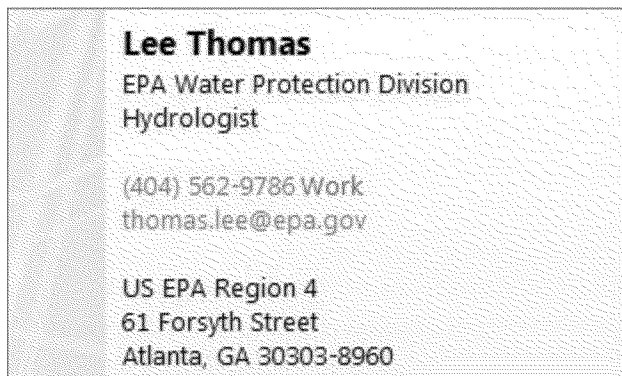 Lee Thomas
EPA Water Protection Division
Hydrologist
(404) 562-9786 Work
thomas.lee@epa.gov
US EPA Region 4
61 Forsyth Street
Atlanta, GA 30303-8960